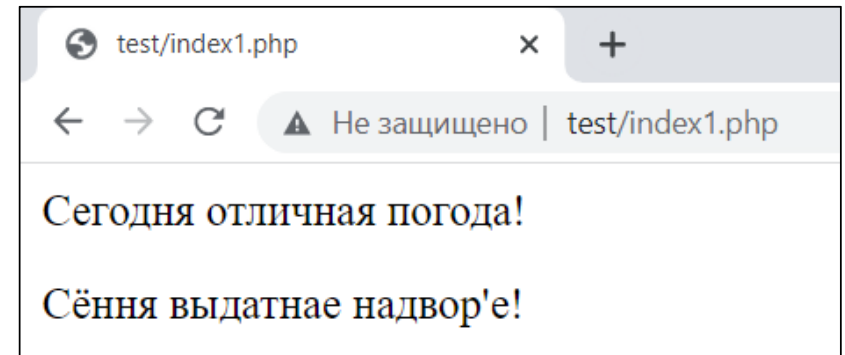 test/index1.php
Не защищено | test/index1.php
Сегодня отличная погода!
Сёння выдатнае надвор'е!